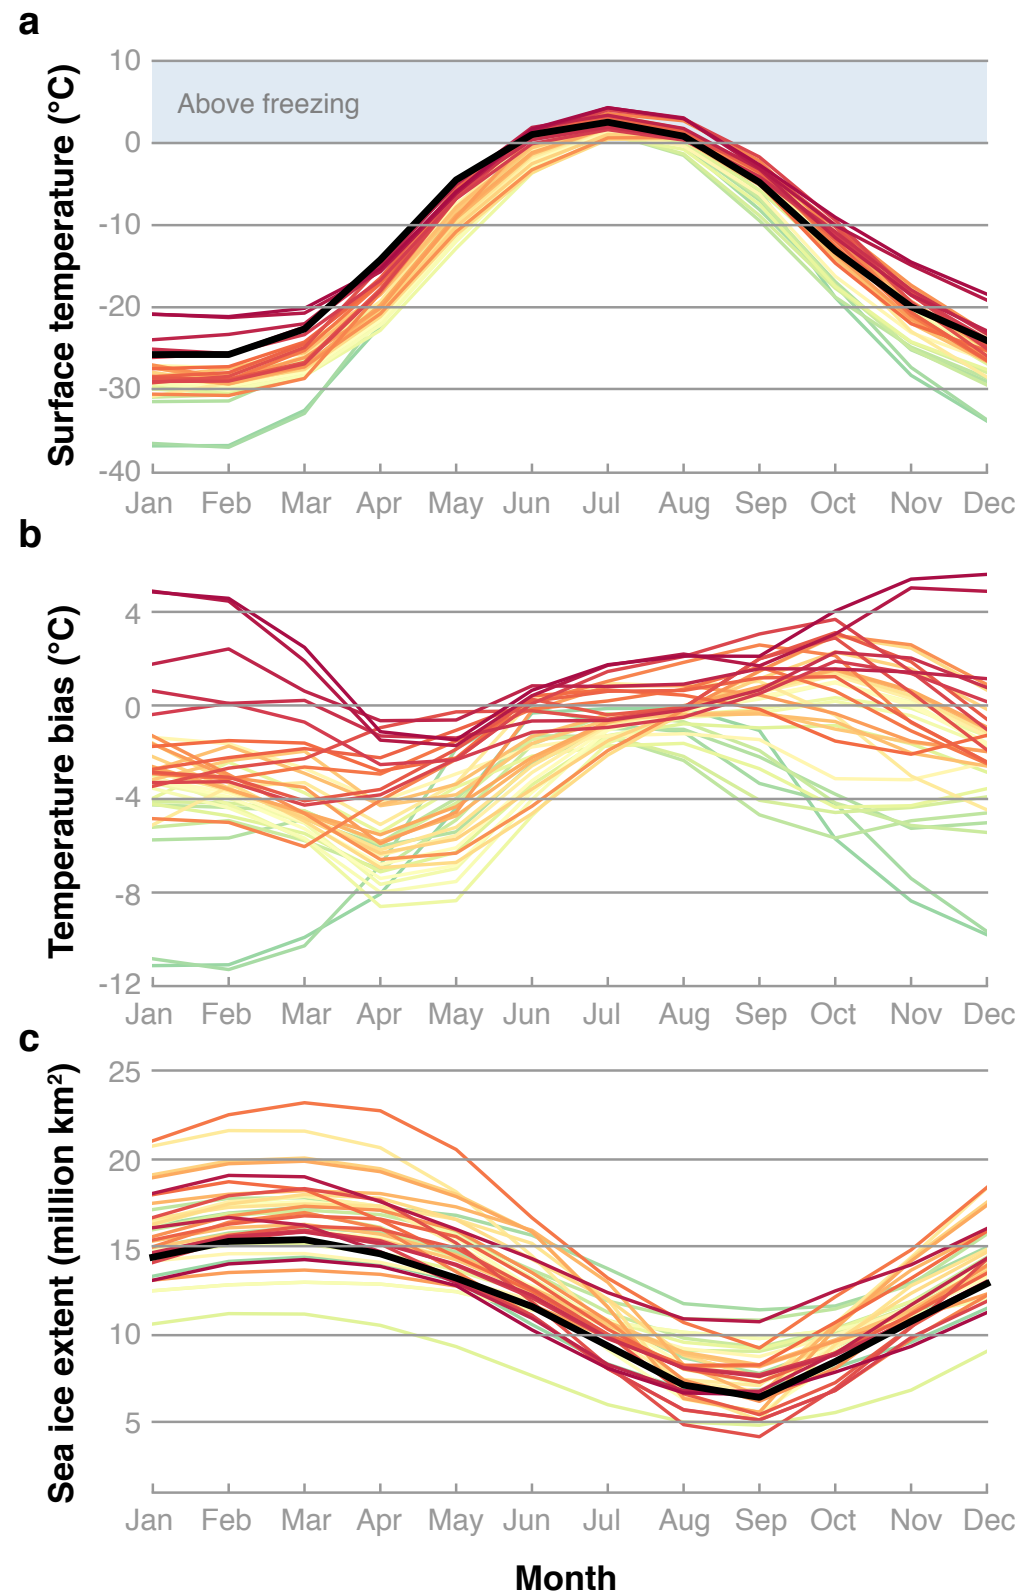 a
Surface temperature (°C)
10
0
-10
-20
-30
-40
Above freezing
Jan Feb Mar Apr May Jun Jul Aug Sep Oct Nov Dec
b
Temperature bias (°C)
4
0
-4
-8
-12
Jan Feb Mar Apr May Jun Jul Aug Sep Oct Nov Dec
c
Sea ice extent (million km²)
25
20
15
10
5
Jan Feb Mar Apr May Jun Jul Aug Sep Oct Nov Dec
Month